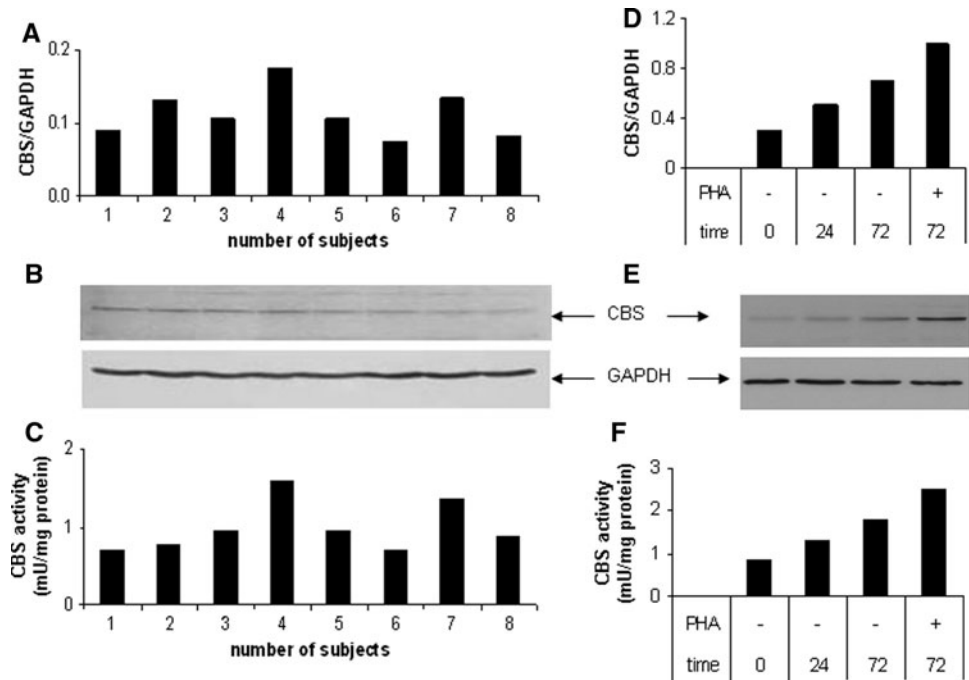 A
CBS/GAPDH
0.2
0.1
0.0
1 2 3 4 5 6 7 8
number of subjects
D
CBS/GAPDH
1.2
0.8
0.4
0
PHA - - - +
time 0 24 72 72
B
E
CBS
GAPDH
C
CBS activity
(mU/mg protein)
2
1
0
1 2 3 4 5 6 7 8
number of subjects
F
CBS activity
(mU/mg protein)
3
2
1
0
PHA - - - +
time 0 24 72 72